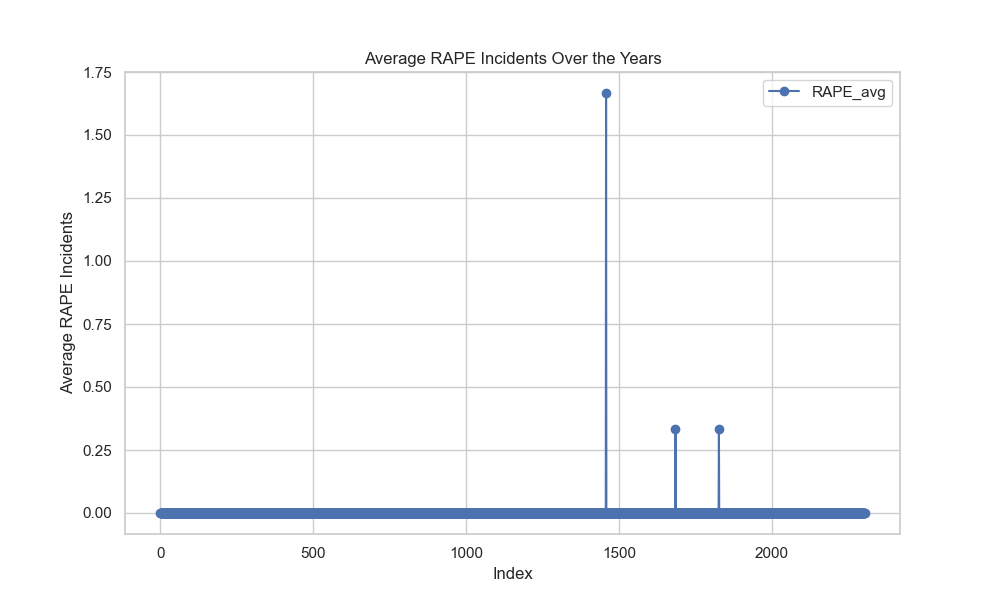 Average RAPE Incidents Over the Years
RAPE_avg
Average RAPE Incidents
1.75
1.50
1.25
1.00
0.75
0.50
0.25
0.00
0 500 1000 1500 2000
Index